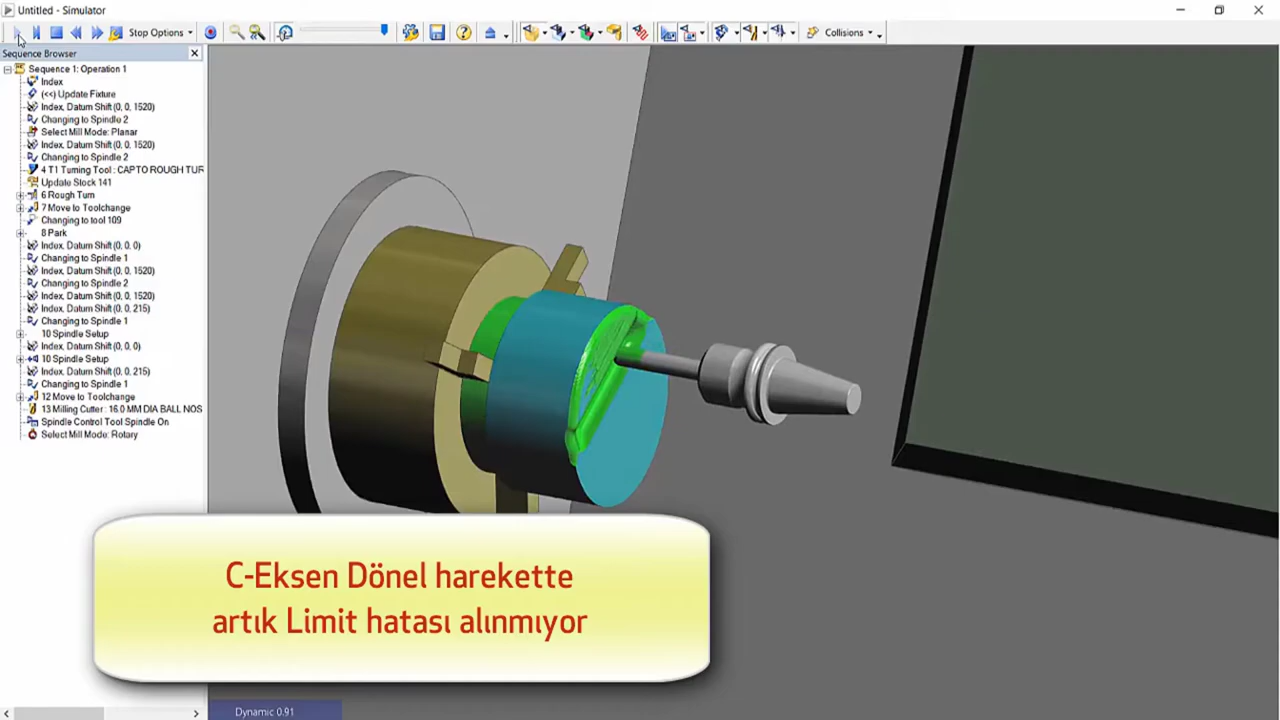 Untitled - Simulator
Stop Options
Collisions
Sequence Browser
Sequence 1: Operation 1
Index
(<<) Update Fixture
Index, Datum Shift (0, 0, 1520)
Changing to Spindle 2
Select Mill Mode: Planar
Index, Datum Shift (0, 0, 1520)
Changing to Spindle 2
4 T1 Turning Tool : CAPTO ROUGH TUR
Update Stock 141
6 Rough Turn
7 Move to Toolchange
Changing to tool 109
8 Park
Index, Datum Shift (0, 0, 0)
Changing to Spindle 1
Index, Datum Shift (0, 0, 1520)
Changing to Spindle 2
Index, Datum Shift (0, 0, 1520)
Index, Datum Shift (0, 0, 215)
Changing to Spindle 1
10 Spindle Setup
Index, Datum Shift (0, 0, 0)
10 Spindle Setup
Index, Datum Shift (0, 0, 215)
Changing to Spindle 1
12 Move to Toolchange
13 Milling Cutter : 16.0 MM DIA BALL NOS
Spindle Control Tool Spindle On
Select Mill Mode: Rotary
C-Eksen Dönel harekette
artık Limit hatası alınmıyor
Dynamic 0.91